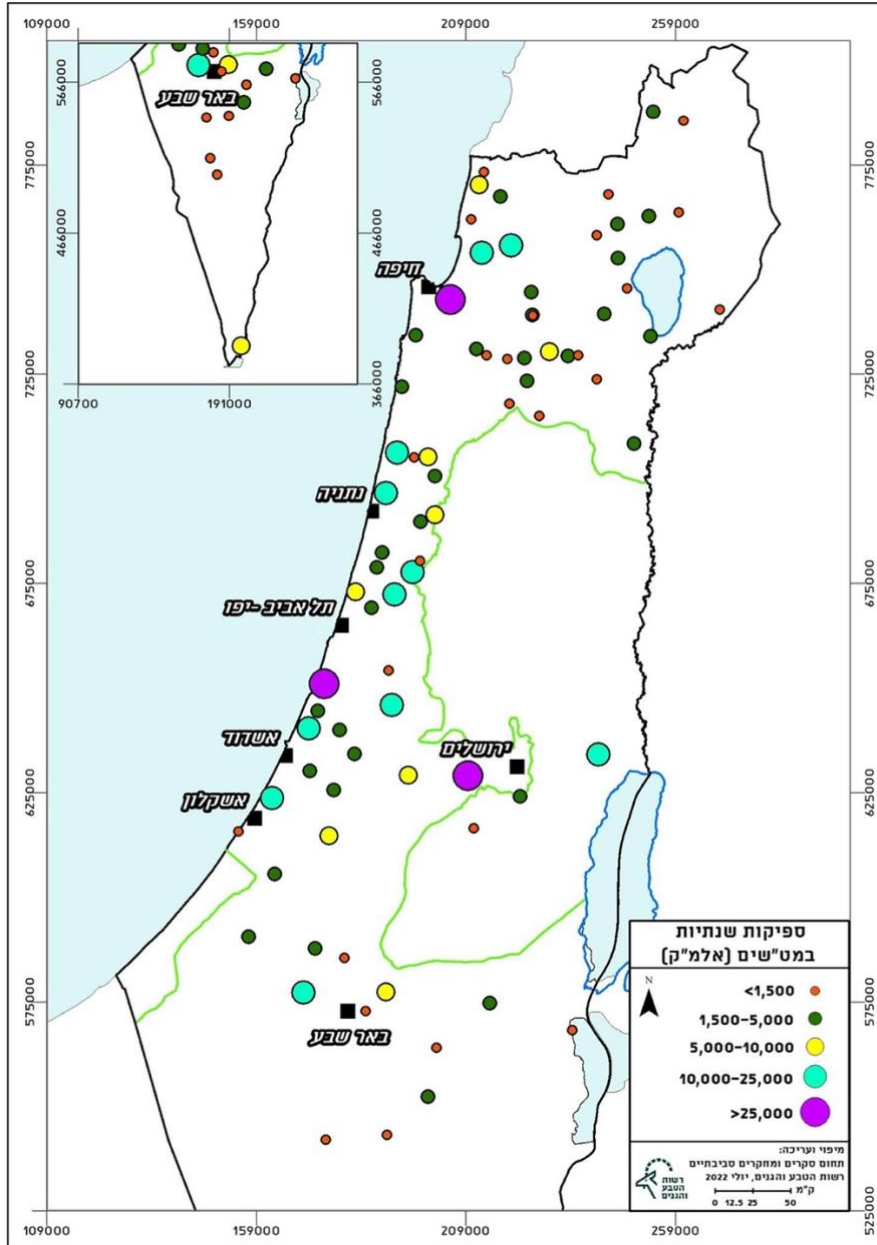 109000 159000 209000 259000
566000
566000
באר שבע
775000
775000
466000
466000
חיפה
725000
725000
366000
90700 191000
נתניה
675000
675000
תל אביב -יפו
אשדוד
ירושלים
625000
625000
אשקלון
ספיקות שנתיות
במט"שים (אלמ"ק)
N
<1,500
1,500–5,000
5,000–10,000
10,000–25,000
>25,000
575000
575000
באר שבע
מיפוי ועריכה:
תחום סקרים ומחקרים סביבתיים
רשות הטבע והגנים, יולי 2022
ק"מ
0 12.5 25 50
רשות
הטבע
והגנים
525000
109000 159000 209000 259000